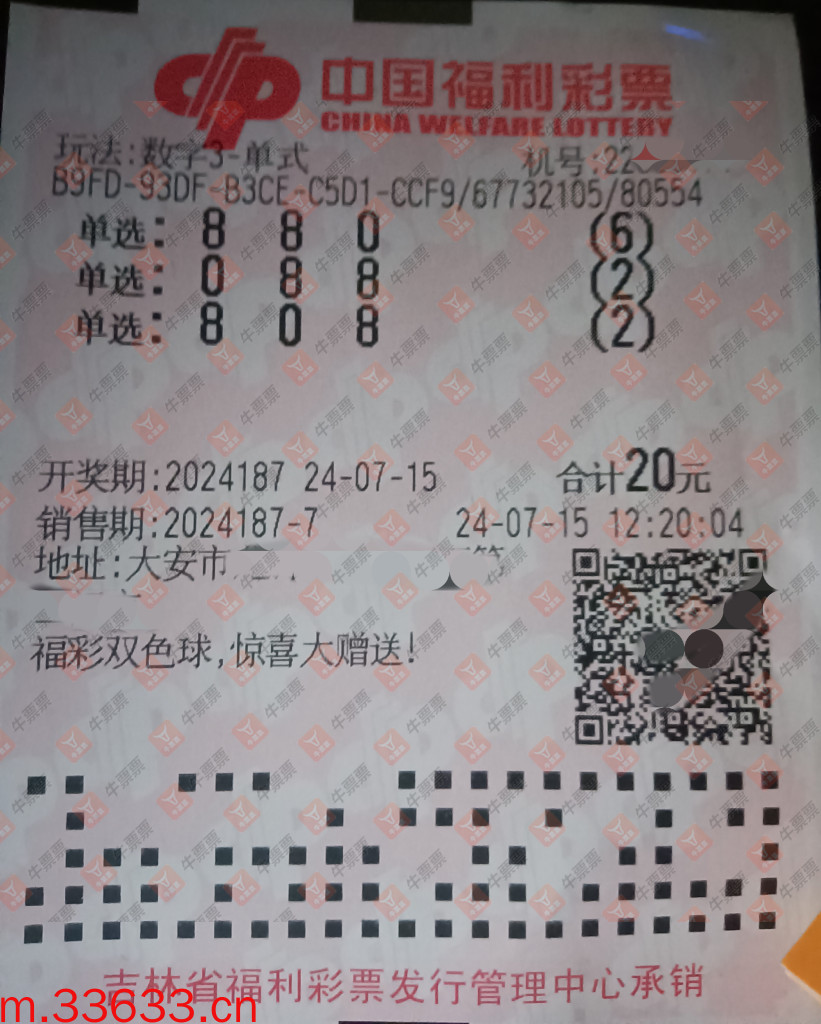 中国福利彩票
CHINA WELFARE LOTTERY
玩法:数字3-单式 机号:22
B9FD-93DF-B3CE-C5D1-CCF9/67732105/80554
单选: 8 8 0 (6)
单选: 0 8 8 (2)
单选: 8 0 8 (2)
开奖期:2024187 24-07-15 合计20元
销售期:2024187-7 24-07-15 12:20:04
地址:大安市
福彩双色球,惊喜大赠送!
吉林省福利彩票发行管理中心承销
m.33633.cn
牛票票